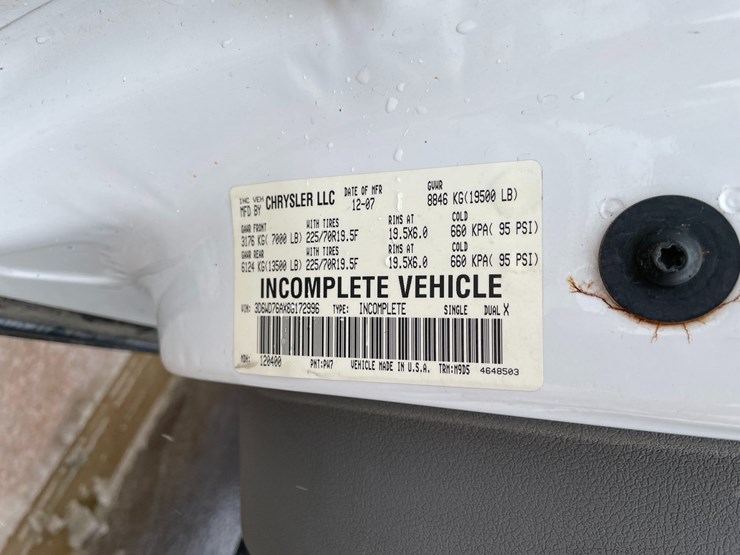 INC VEH MFD BY CHRYSLER LLC DATE OF MFR 12-07 GVWR 8846 KG(19500 LB)
GAWR FRONT WITH TIRES RIMS AT COLD
3176 KG( 7000 LB) 225/70R19.5F 19.5X6.0 660 KPA( 95 PSI)
GAWR REAR WITH TIRES RIMS AT COLD
6124 KG(13500 LB) 225/70R19.5F 19.5X6.0 660 KPA( 95 PSI)
INCOMPLETE VEHICLE
VIN: 3D6WD76AX8G172996 TYPE: INCOMPLETE SINGLE DUAL X
MDH: 120400 PNT:PW7 VEHICLE MADE IN U.S.A. TRM:M9D5 4648503